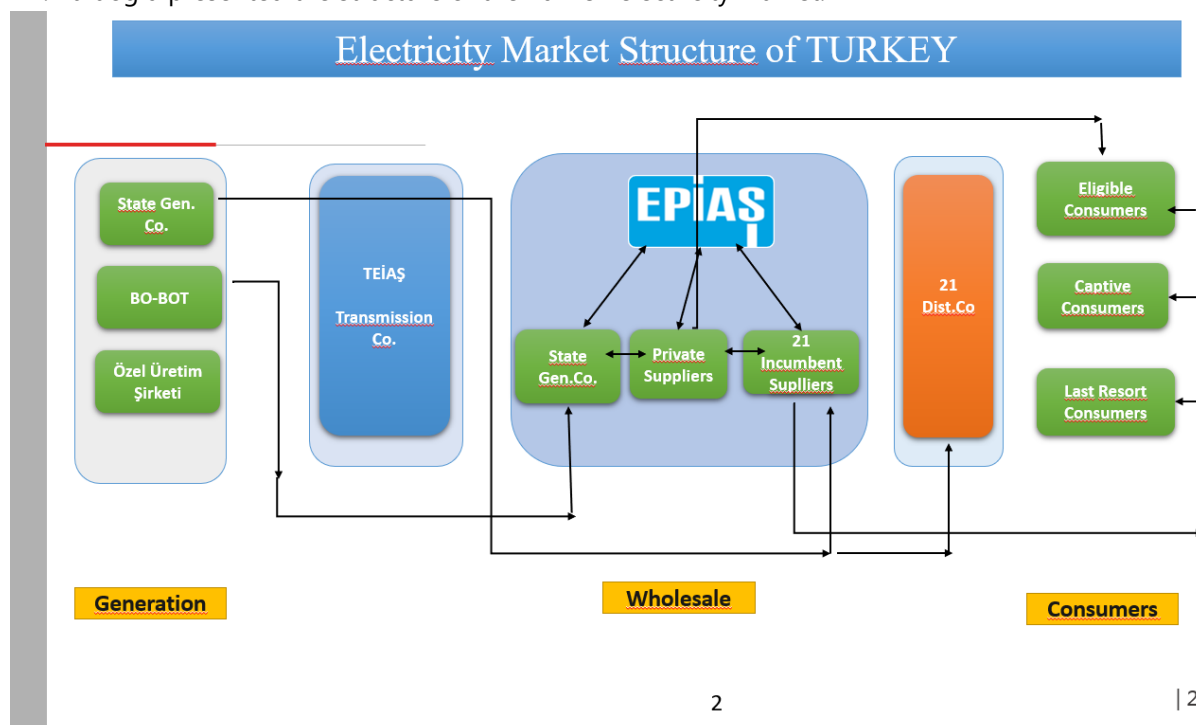 Electricity Market Structure of TURKEY
State Gen.
Co.
BO-BOT
Özel Üretim
Şirketi
TEİAŞ
Transmission
Co.
EPİAŞ
State
Gen.Co.
Private
Suppliers
21
Incumbent
Suplliers
21
Dist.Co
Eligible
Consumers
Captive
Consumers
Last Resort
Consumers
Generation
Wholesale
Consumers
2
| 2